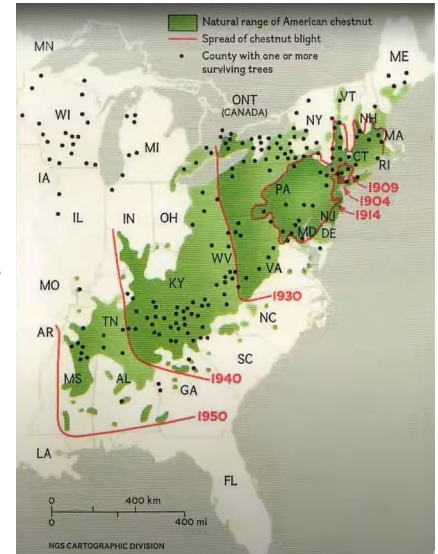 Natural range of American chestnut
Spread of chestnut blight
County with one or more
surviving trees
MN
ME
ONT
(CANADA)
VT
NY
NH
WI
MA
MI
CT
RI
IA
PA
1909
1904
IL
IN
OH
NJ
1914
MD
DE
WV
VA
MO
KY
1930
NC
TN
AR
SC
MS
AL
1940
GA
1950
LA
FL
0
400 km
0
400 mi
NGS CARTOGRAPHIC DIVISION